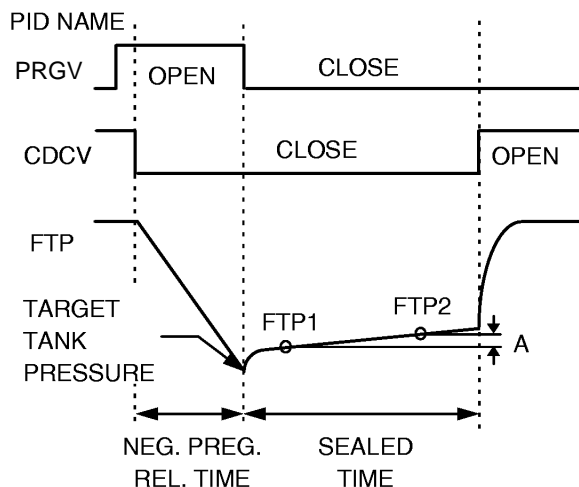 PID NAME
PRGV
OPEN
CLOSE
CDCV
CLOSE
OPEN
FTP
TARGET
TANK
PRESSURE
FTP1
FTP2
A
NEG. PREG.
REL. TIME
SEALED
TIME